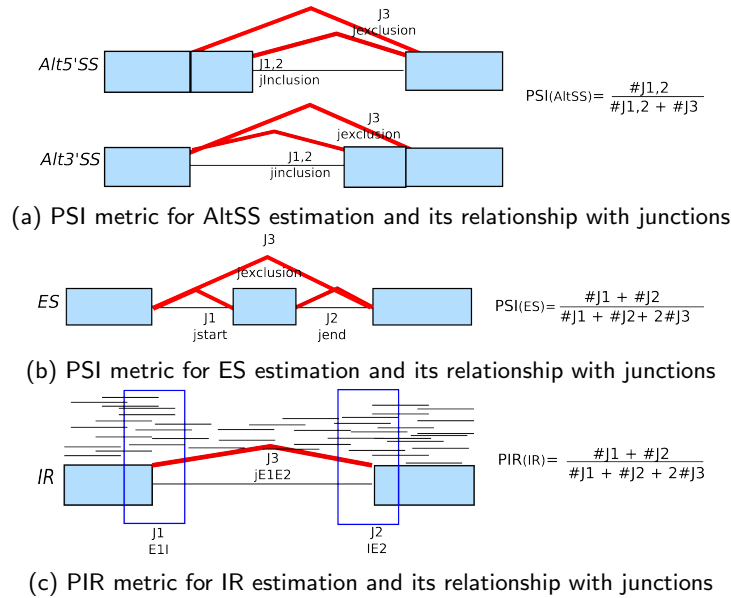 J3
jexclusion
Alt5'SS
J1,2
jInclusion
PSI(AltSS)= #J1,2
#J1,2 + #J3
J3
jexclusion
Alt3'SS
J1,2
jinclusion
(a) PSI metric for AltSS estimation and its relationship with junctions
J3
jexclusion
ES
J1
jstart
J2
jend
PSI(ES)= #J1 + #J2
#J1 + #J2+ 2#J3
(b) PSI metric for ES estimation and its relationship with junctions
IR
J3
jE1E2
J1
E1I
J2
IE2
PIR(IR)= #J1 + #J2
#J1 + #J2 + 2#J3
(c) PIR metric for IR estimation and its relationship with junctions